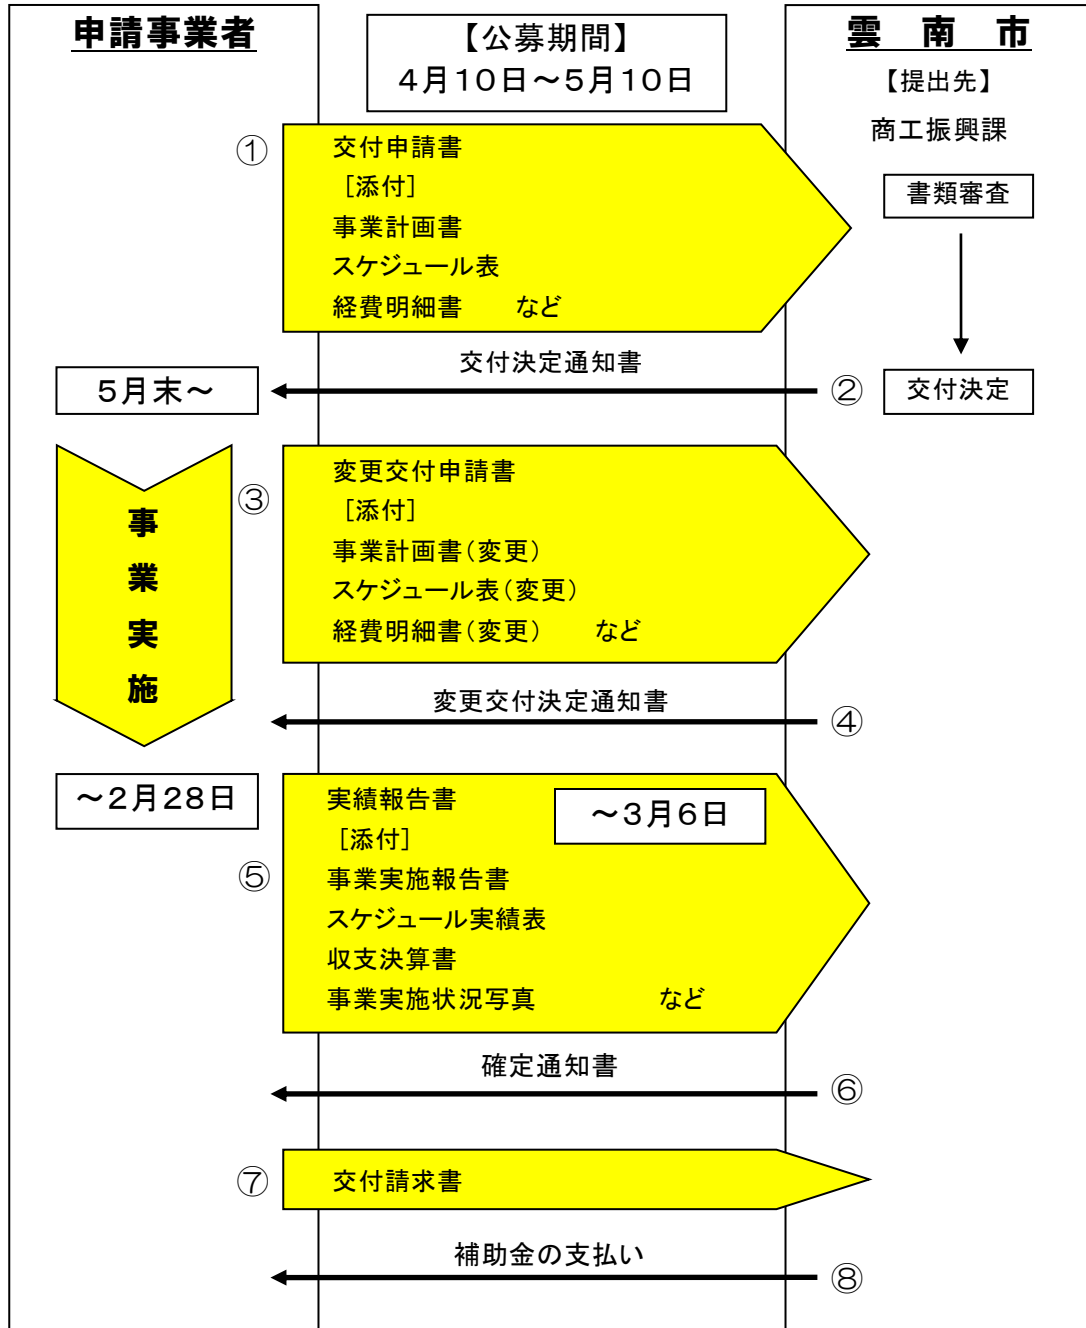 申請事業者
【公募期間】
4月10日～5月10日
雲　南　市
【提出先】
商工振興課
①
交付申請書
［添付］
事業計画書
スケジュール表
経費明細書　　など
書類審査
交付決定通知書
5月末～
②
交付決定
事
業
実
施
③
変更交付申請書
［添付］
事業計画書（変更）
スケジュール表（変更）
経費明細書（変更）　　など
変更交付決定通知書
④
～2月28日
実績報告書
～3月6日
［添付］
⑤
事業実施報告書
スケジュール実績表
収支決算書
事業実施状況写真　　　　　など
確定通知書
⑥
⑦
交付請求書
補助金の支払い
⑧